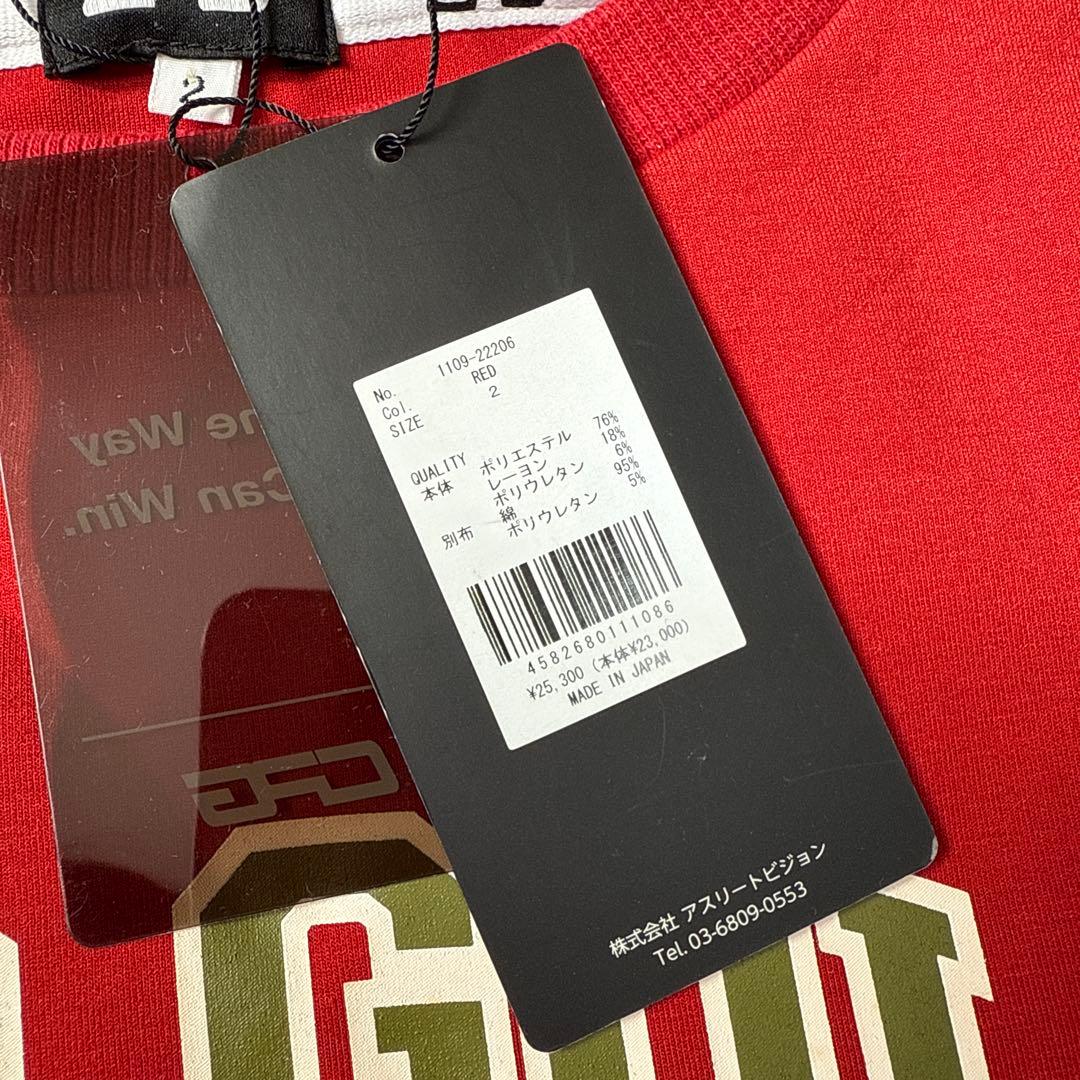 2
No. 1109-22206
Col. RED
SIZE 2
QUALITY
本体 ポリエステル 76%
レーヨン 18%
ポリウレタン 6%
別布 綿 95%
ポリウレタン 5%
4582680111086
¥25,300 (本体¥23,000)
MADE IN JAPAN
株式会社 アスリートビジョン
Tel. 03-6809-0553
Way
Can Win.